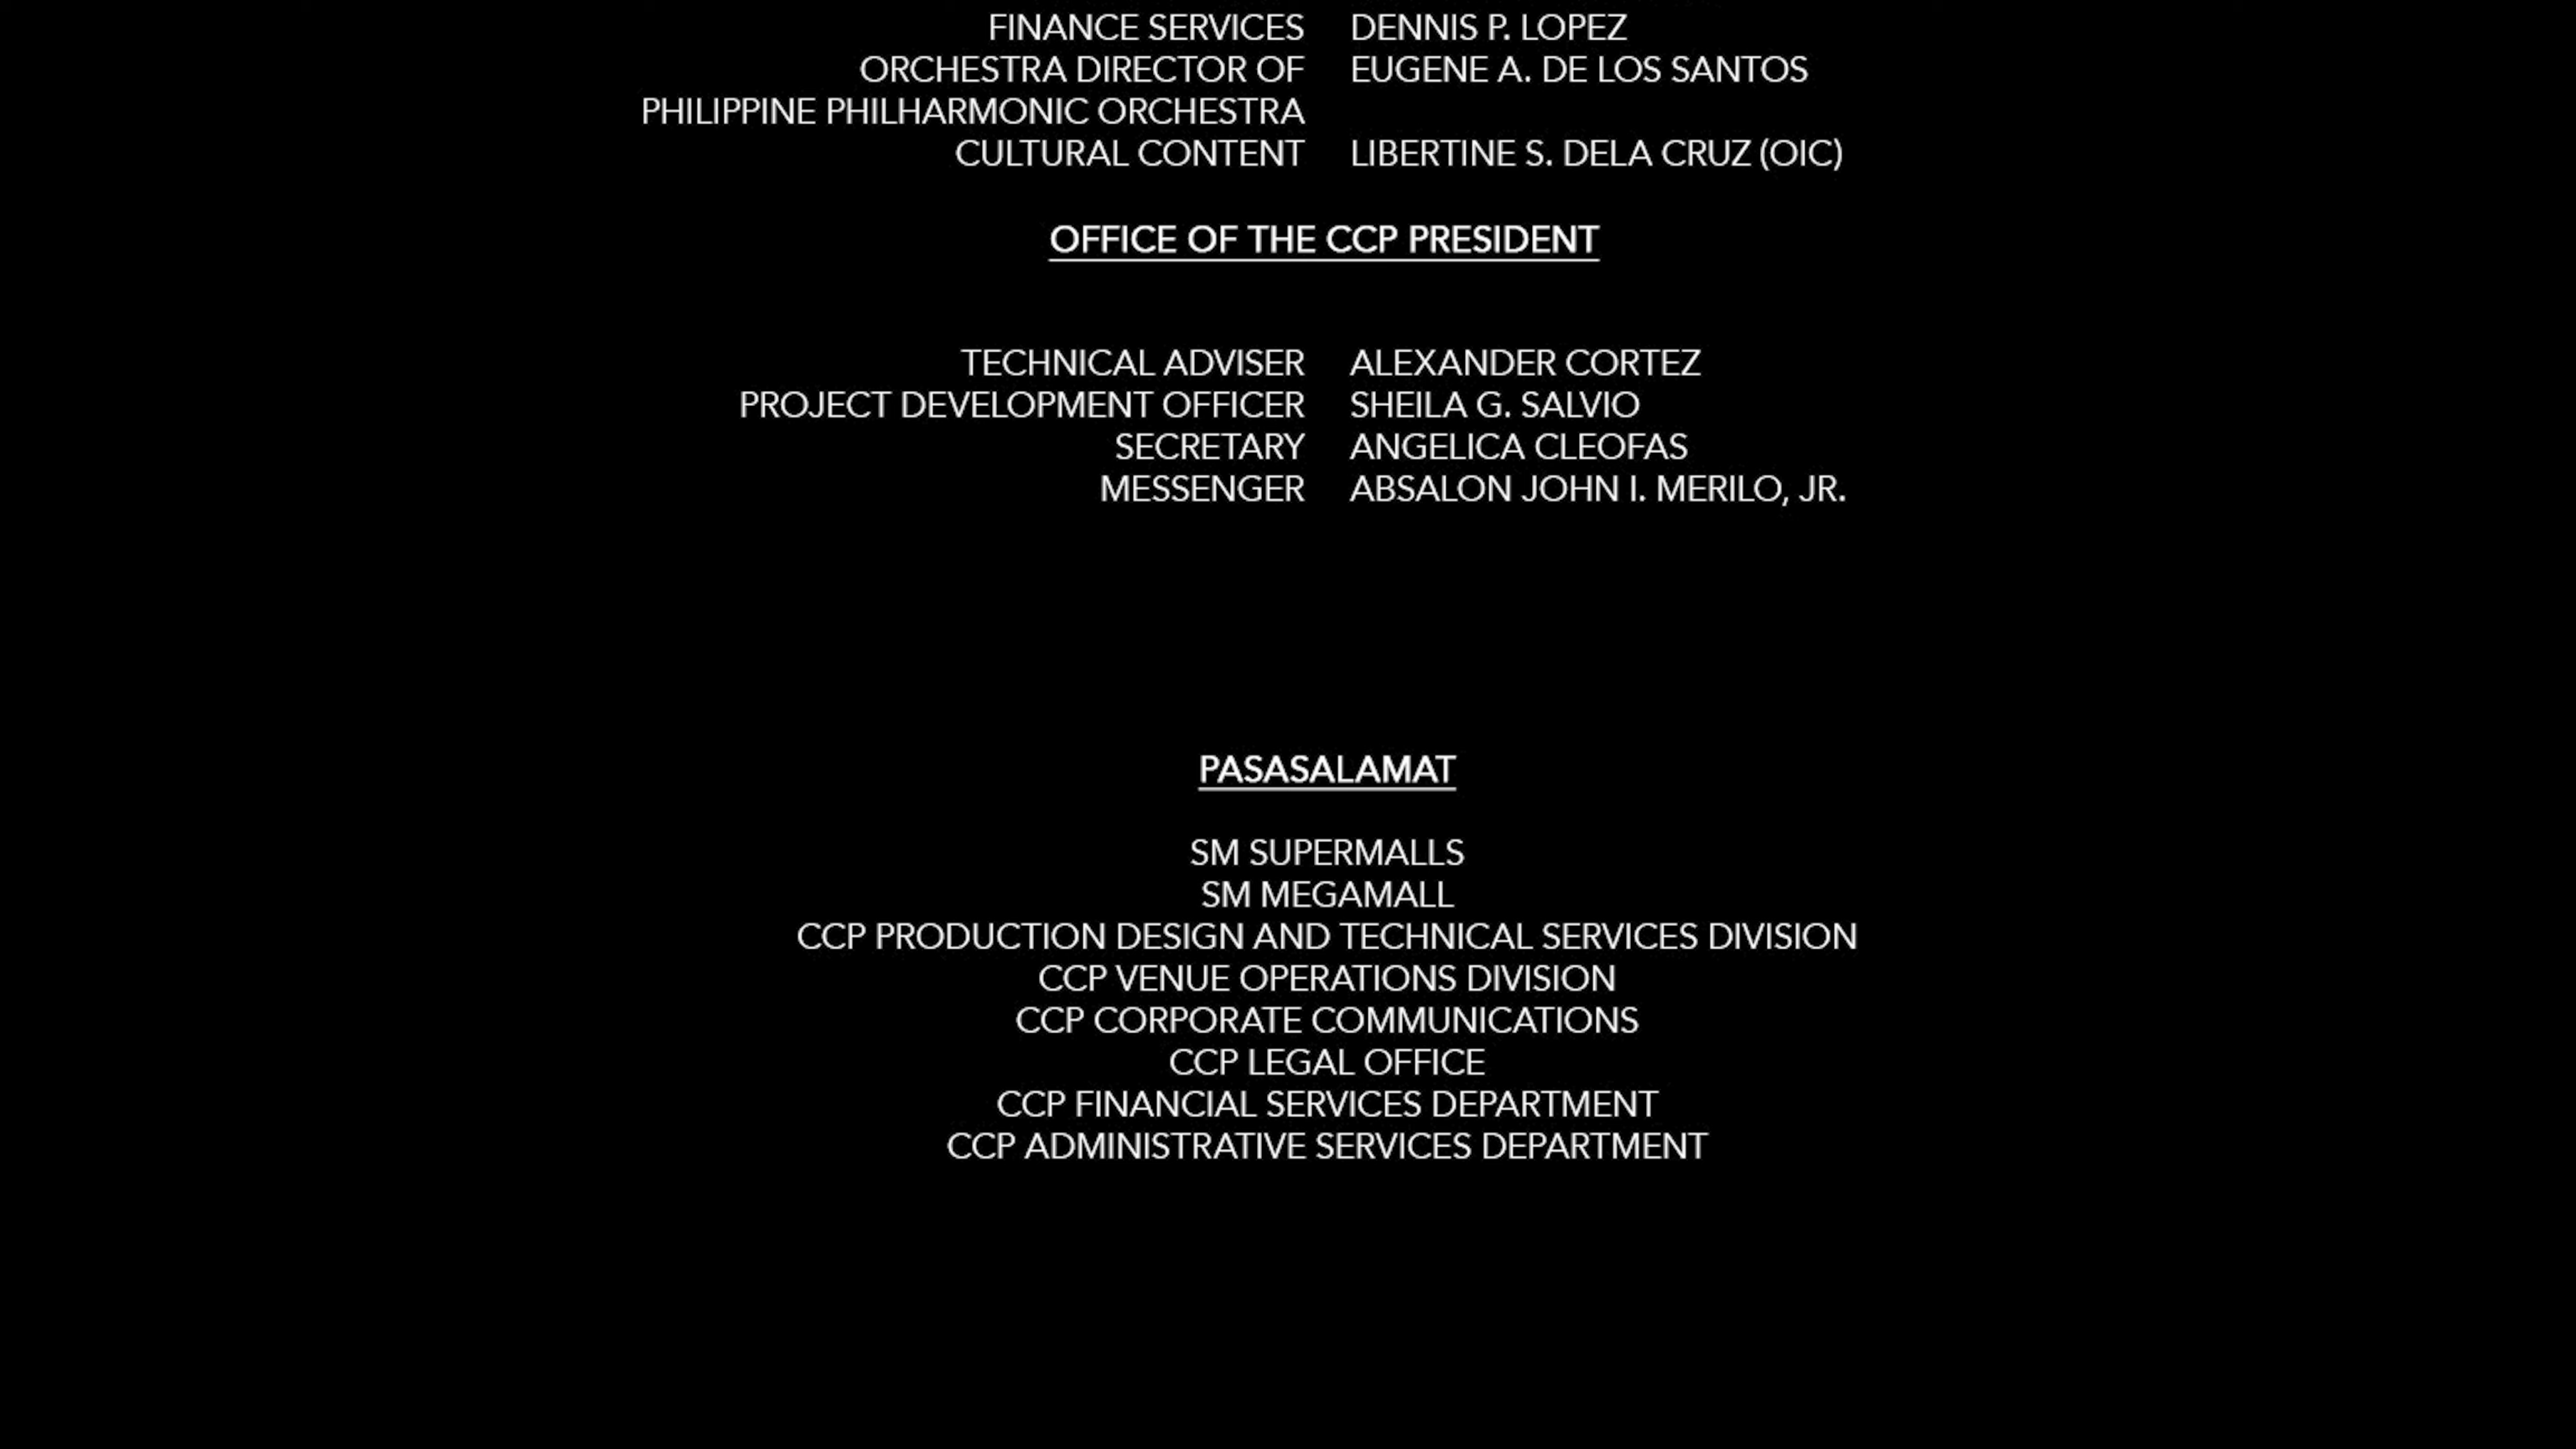 FINANCE SERVICES DENNIS P. LOPEZ
ORCHESTRA DIRECTOR OF EUGENE A. DE LOS SANTOS
PHILIPPINE PHILHARMONIC ORCHESTRA
CULTURAL CONTENT LIBERTINE S. DELA CRUZ (OIC)
OFFICE OF THE CCP PRESIDENT
TECHNICAL ADVISER ALEXANDER CORTEZ
PROJECT DEVELOPMENT OFFICER SHEILA G. SALVIO
SECRETARY ANGELICA CLEOFAS
MESSENGER ABSALON JOHN I. MERILO, JR.
PASASALAMAT
SM SUPERMALLS
SM MEGAMALL
CCP PRODUCTION DESIGN AND TECHNICAL SERVICES DIVISION
CCP VENUE OPERATIONS DIVISION
CCP CORPORATE COMMUNICATIONS
CCP LEGAL OFFICE
CCP FINANCIAL SERVICES DEPARTMENT
CCP ADMINISTRATIVE SERVICES DEPARTMENT